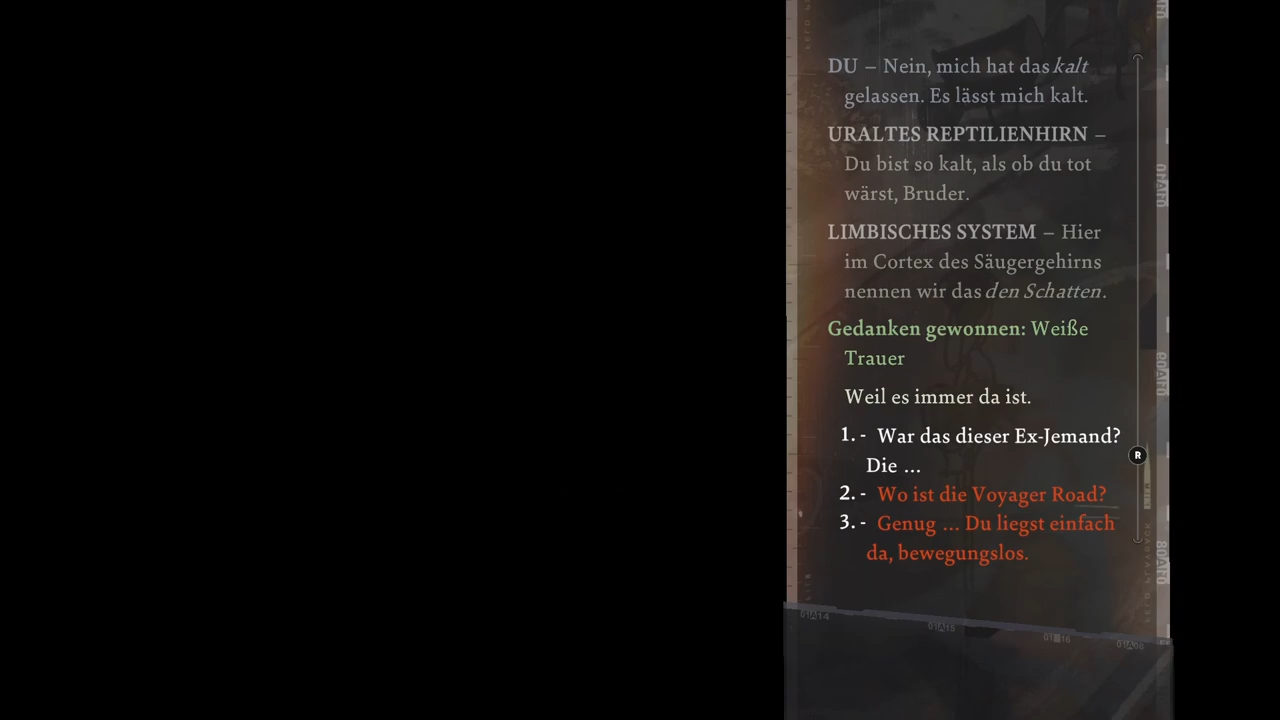 DU – Nein, mich hat das kalt
gelassen. Es lässt mich kalt.
URALTES REPTILIENHIRN –
Du bist so kalt, als ob du tot
wärst, Bruder.
LIMBISCHES SYSTEM – Hier
im Cortex des Säugergehirns
nennen wir das den Schatten.
Gedanken gewonnen: Weiße
Trauer
Weil es immer da ist.
1. - War das dieser Ex-Jemand?
Die ...
R
2. - Wo ist die Voyager Road?
3. - Genug ... Du liegst einfach
da, bewegungslos.